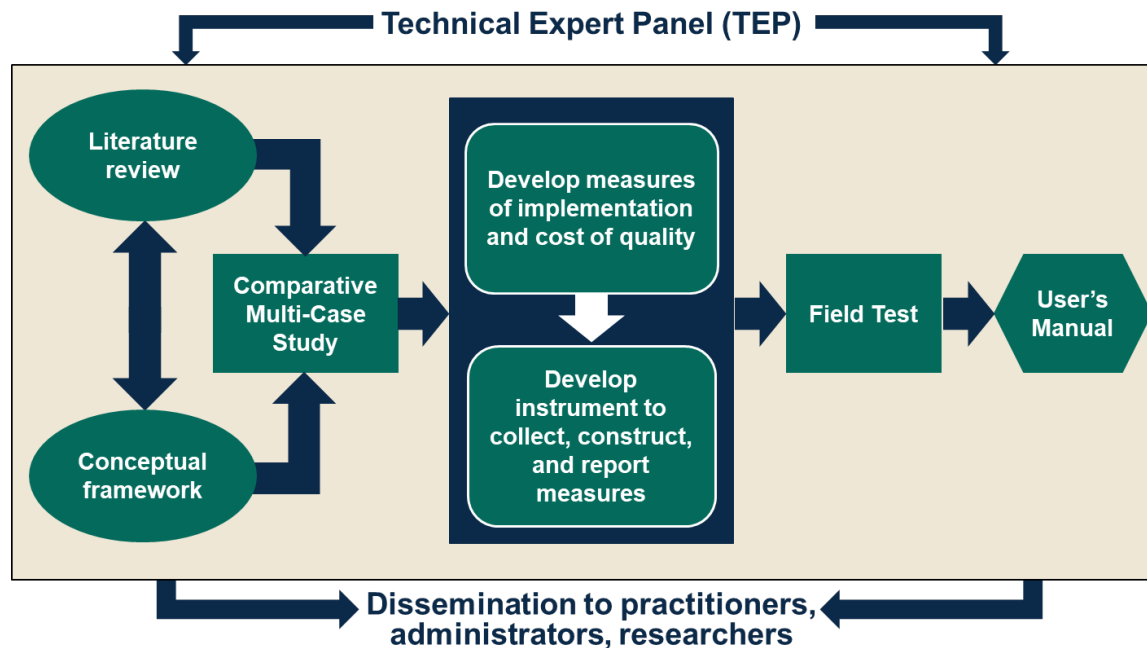 Technical Expert Panel (TEP)
Literature
review
Conceptual
framework
Comparative
Multi-Case
Study
Develop measures
of implementation
and cost of quality
Develop
instrument to
collect, construct,
and report
measures
Field Test
User’s
Manual
Dissemination to practitioners,
administrators, researchers